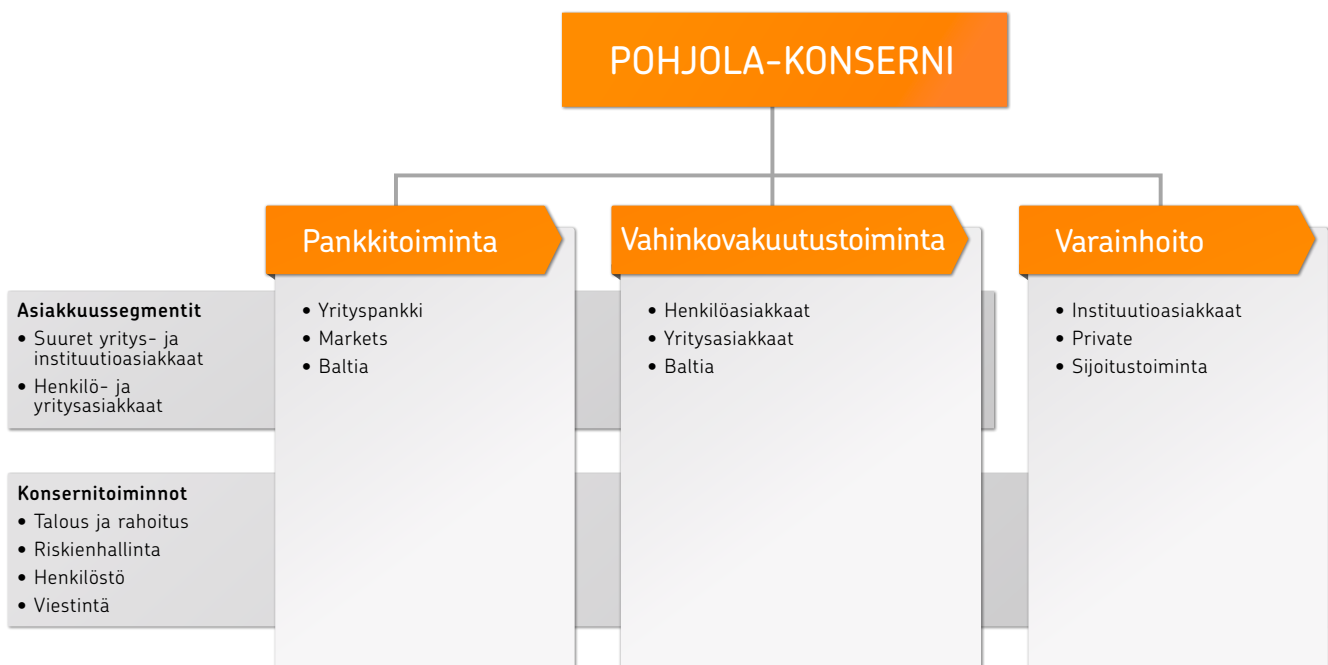 POHJOLA-KONSERNI
Pankkitoiminta
Vahinkovakuutustoiminta
Varainhoito
Asiakkuussegmentit
• Suuret yritys- ja
instituutioasiakkaat
• Henkilö- ja
yritysasiakkaat
• Yrityspankki
• Markets
• Baltia
• Henkilöasiakkaat
• Yritysasiakkaat
• Baltia
• Instituutioasiakkaat
• Private
• Sijoitustoiminta
Konsernitoiminnot
• Talous ja rahoitus
• Riskienhallinta
• Henkilöstö
• Viestintä